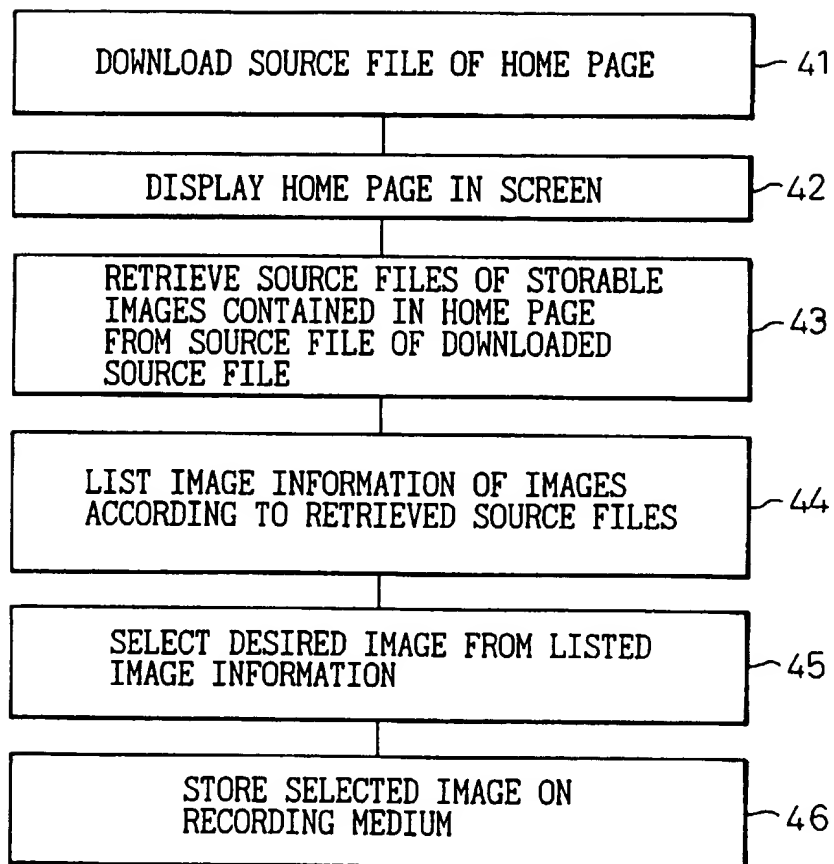 DOWNLOAD SOURCE FILE OF HOME PAGE
41
DISPLAY HOME PAGE IN SCREEN
42
RETRIEVE SOURCE FILES OF STORABLE
IMAGES CONTAINED IN HOME PAGE
FROM SOURCE FILE OF DOWNLOADED
SOURCE FILE
43
LIST IMAGE INFORMATION OF IMAGES
ACCORDING TO RETRIEVED SOURCE FILES
44
SELECT DESIRED IMAGE FROM LISTED
IMAGE INFORMATION
45
STORE SELECTED IMAGE ON
RECORDING MEDIUM
46